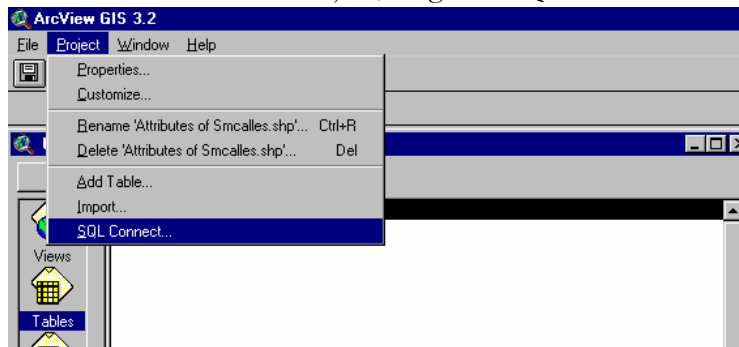 ArcView GIS 3.2
File Project Window Help
Properties...
Customize...
Rename 'Attributes of Smcalles.shp'... Ctrl+R
Delete 'Attributes of Smcalles.shp'... Del
Add Table...
Import...
SQL Connect...
Views
Tables